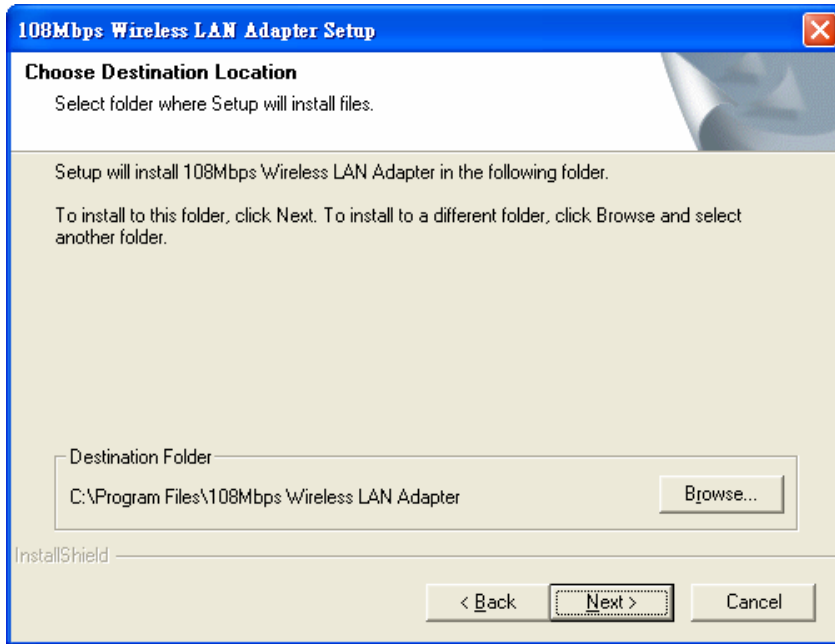 108Mbps Wireless LAN Adapter Setup
Choose Destination Location
Select folder where Setup will install files.
Setup will install 108Mbps Wireless LAN Adapter in the following folder.
To install to this folder, click Next. To install to a different folder, click Browse and select
another folder.
Destination Folder
C:\Program Files\108Mbps Wireless LAN Adapter
Browse...
InstallShield
< Back
Next >
Cancel